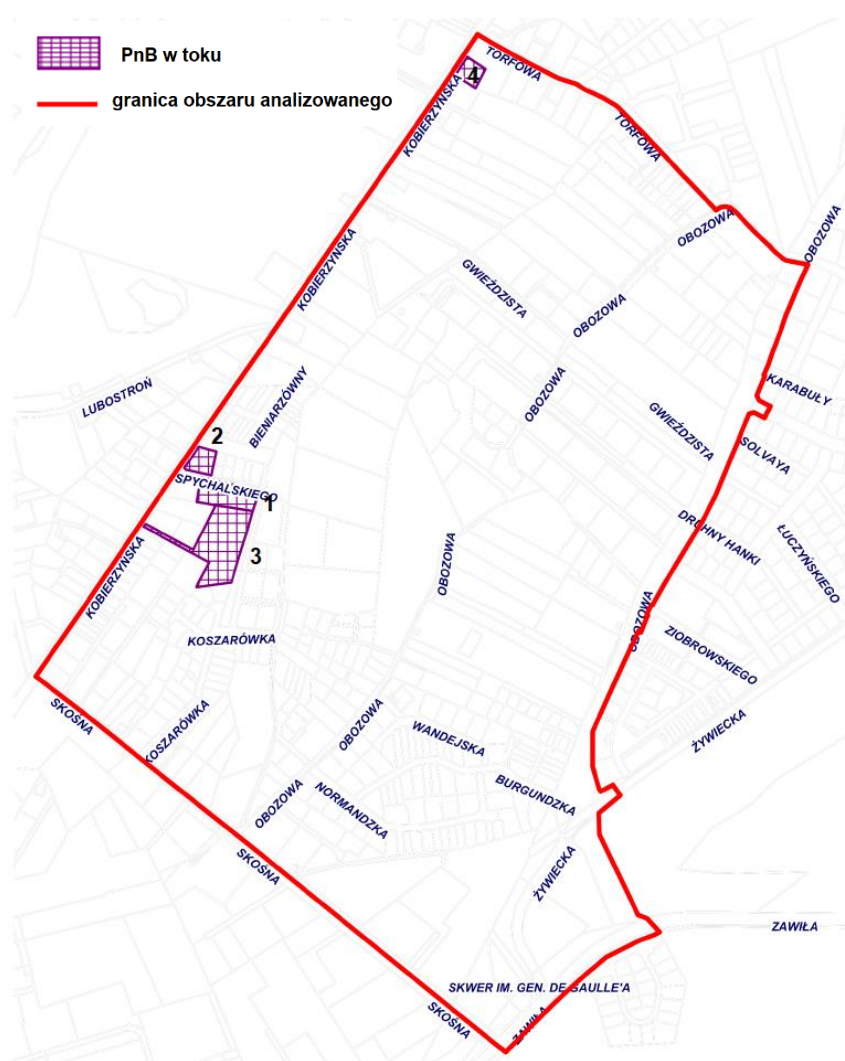 PnB w toku
granica obszaru analizowanego
4
TORFOWA
KOBIERZYŃSKA
TORFOWA
OBOZOWA
OBOZOWA
KOBIERZYŃSKA
GWIEŹDZISTA
OBOZOWA
LUBOSTROŃ
BIENIARZÓWNY
OBOZOWA
KARABUŁY
GWIEŹDZISTA
2
SOLVAYA
SPYCHALSKIEGO
1
DRUHNY HANKI
ŁUCZYŃSKIEGO
3
KOBIERZYŃSKA
OBOZOWA
OBOZOWA
KOSZARÓWKA
ZIOBROWSKIEGO
SKOŚNA
KOSZARÓWKA
OBOZOWA
WANDEJSKA
ŻYWIECKA
OBOZOWA
NORMANDZKA
BURGUNDZKA
SKOŚNA
ŻYWIECKA
ZAWIŁA
SKWER IM. GEN. DE GAULLE'A
SKOŚNA
ZAWIŁA